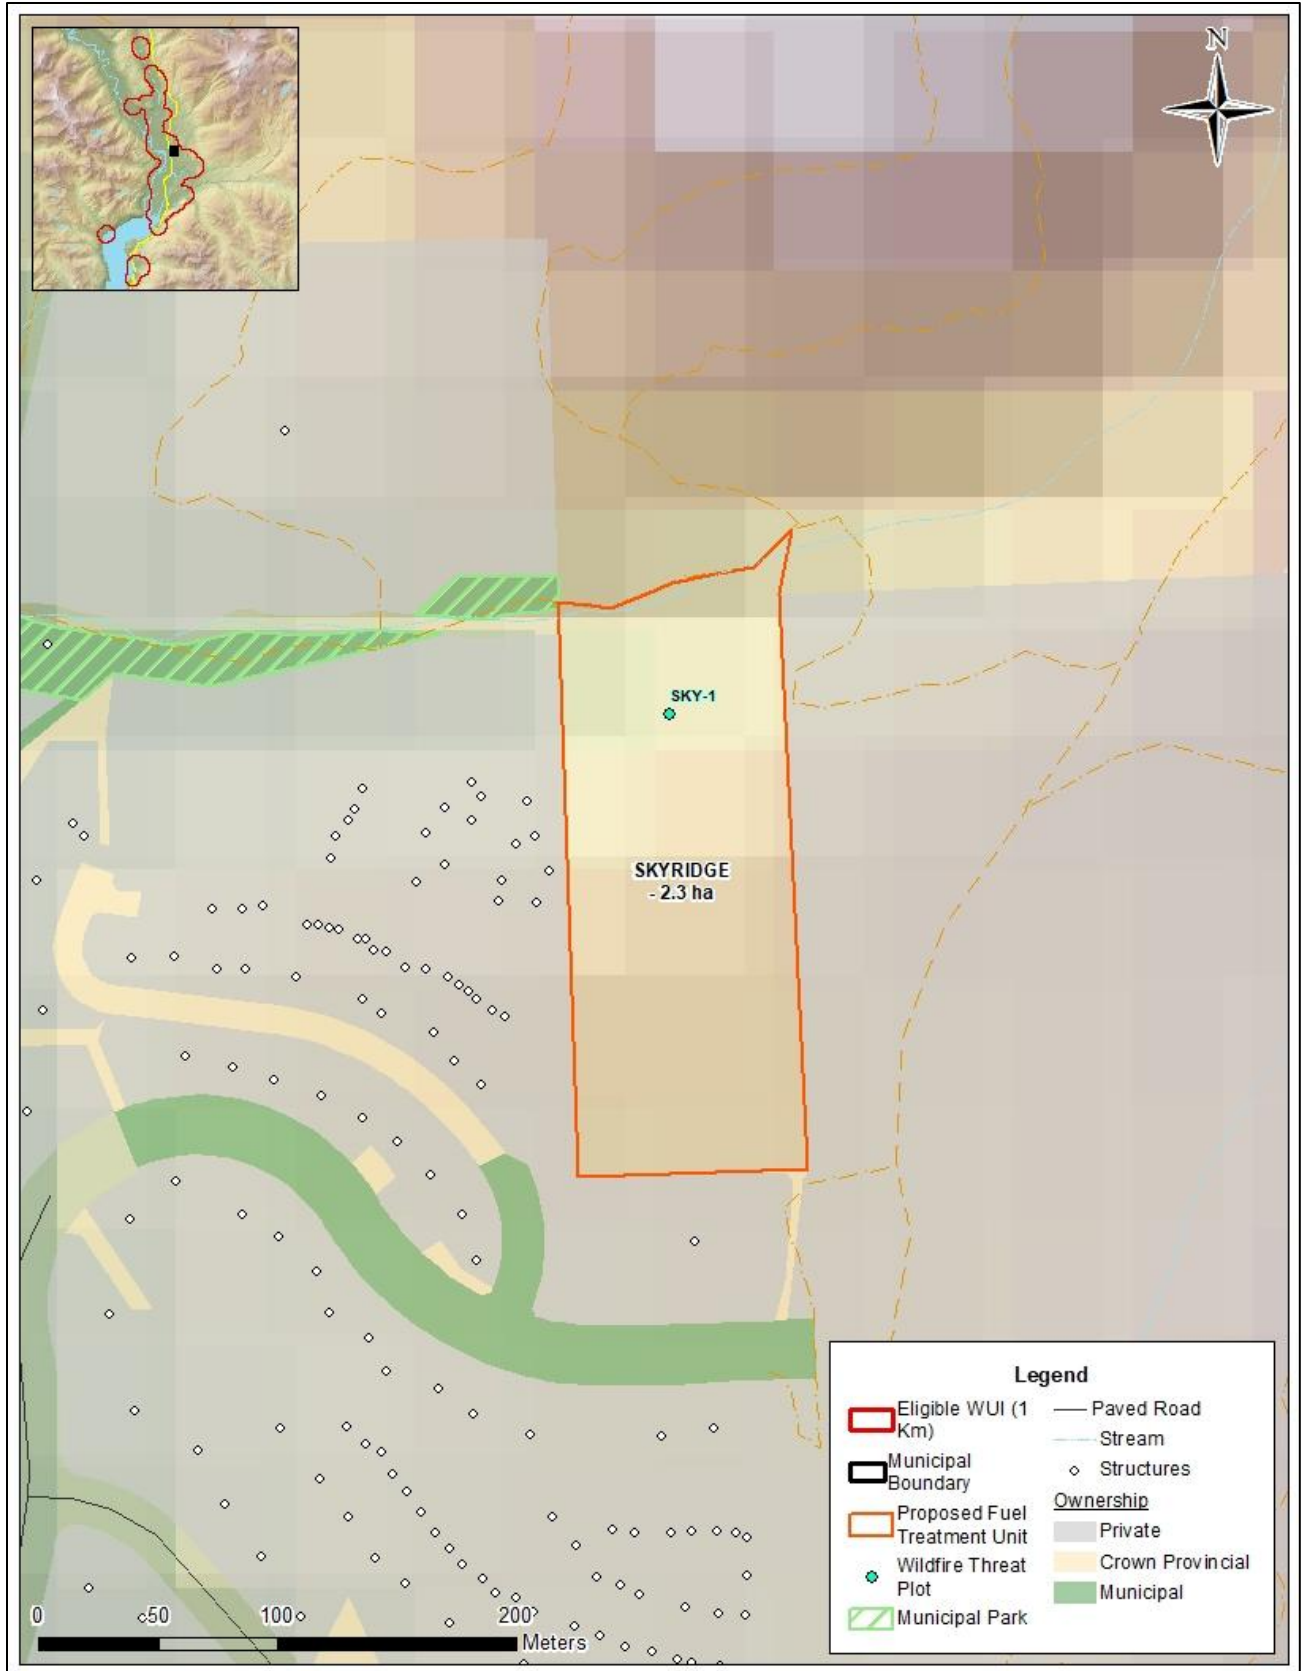 N
SKY-1
SKYRIDGE
- 2.3 ha
Legend
Eligible WUI (1
Km)
Municipal
Boundary
Proposed Fuel
Treatment Unit
Wildfire Threat
Plot
Municipal Park
Paved Road
Stream
Structures
Ownership
Private
Crown Provincial
Municipal
0 50 100 200
Meters